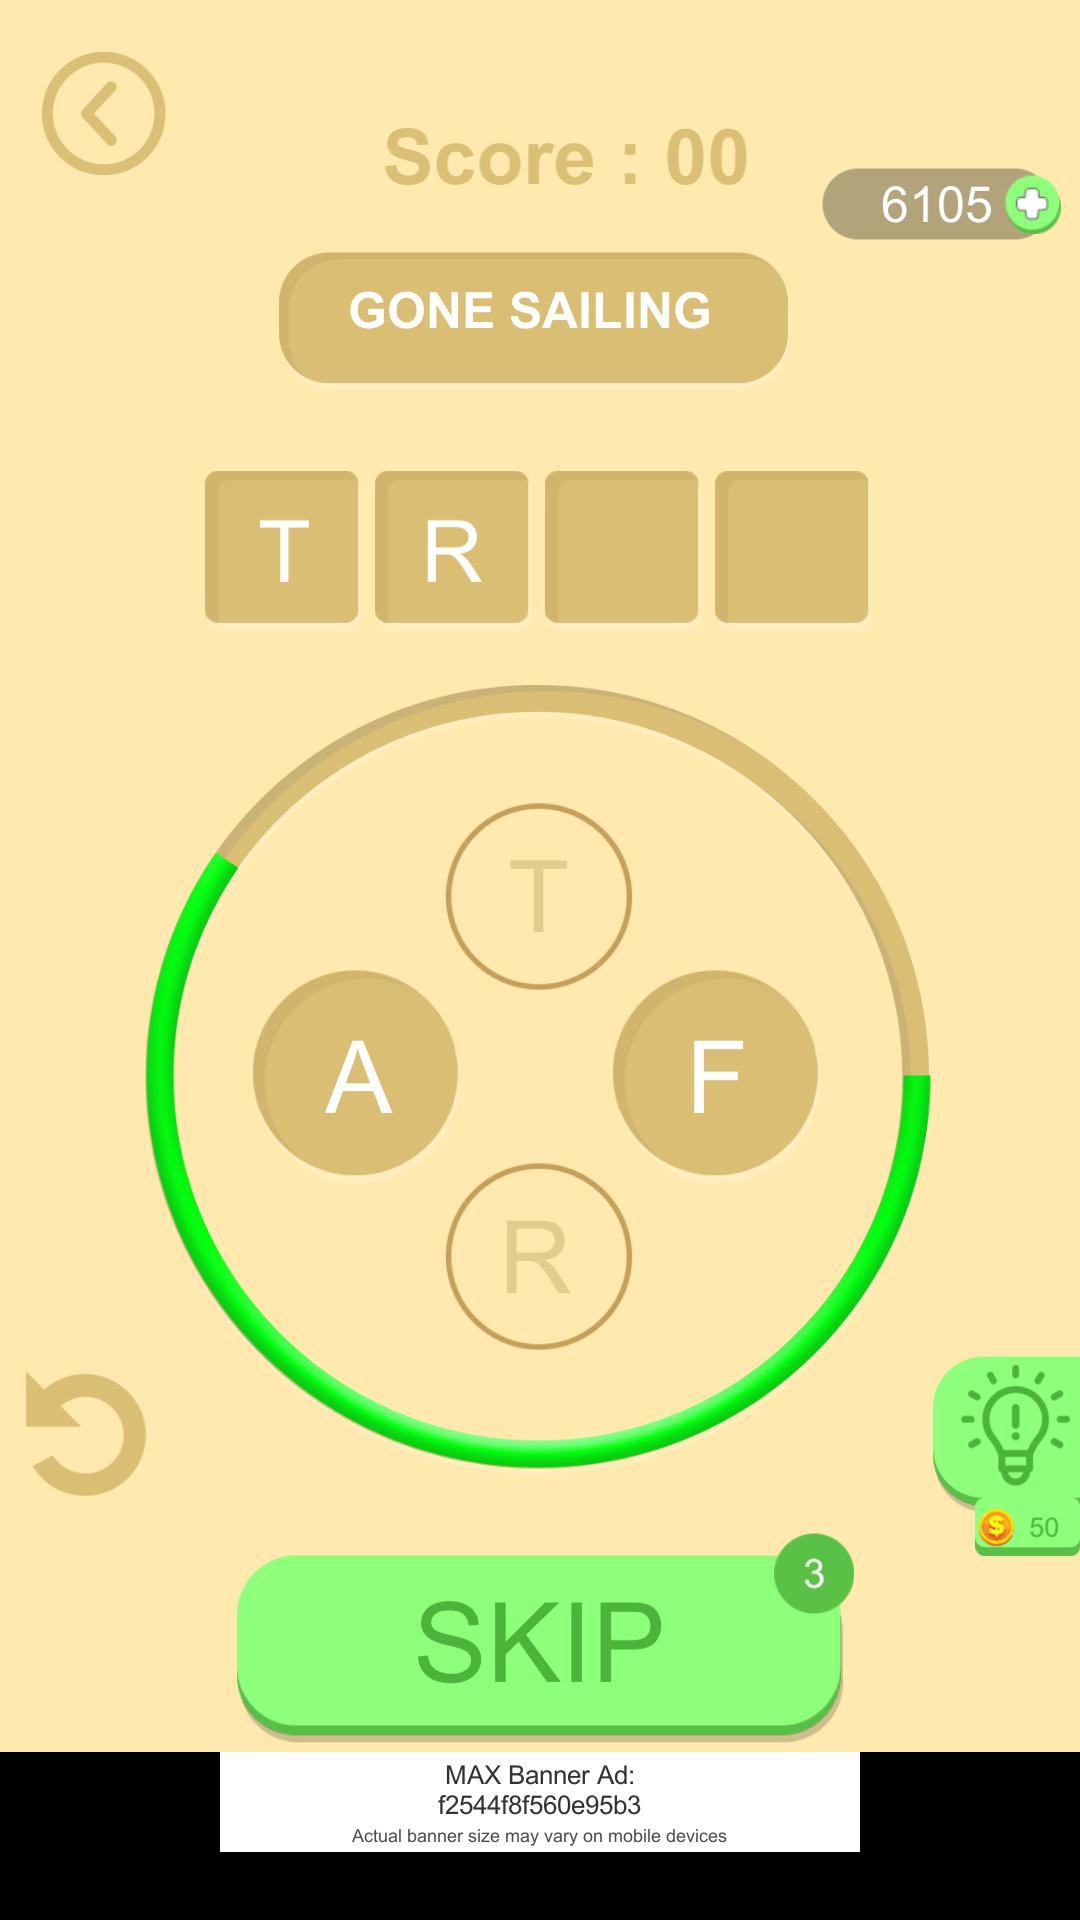 Score : 00
6105
GONE SAILING
T R
T
A F
R
50
3
SKIP
MAX Banner Ad:
f2544f8f560e95b3
Actual banner size may vary on mobile devices